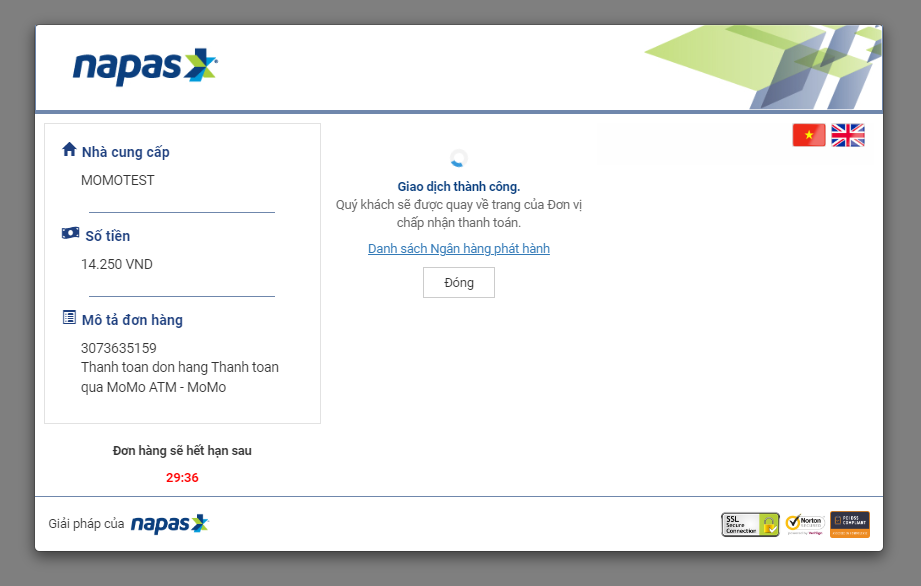 napas
Nhà cung cấp
MOMOTEST
Số tiền
14.250 VND
Mô tả đơn hàng
3073635159
Thanh toan don hang Thanh toan
qua MoMo ATM - MoMo
Đơn hàng sẽ hết hạn sau
29:36
Giao dịch thành công.
Quý khách sẽ được quay về trang của Đơn vị
chấp nhận thanh toán.
Danh sách Ngân hàng phát hành
Đóng
Giải pháp của napas
SSL
Secure
Connection
Norton
SECURED
PCI DSS
COMPLIANT